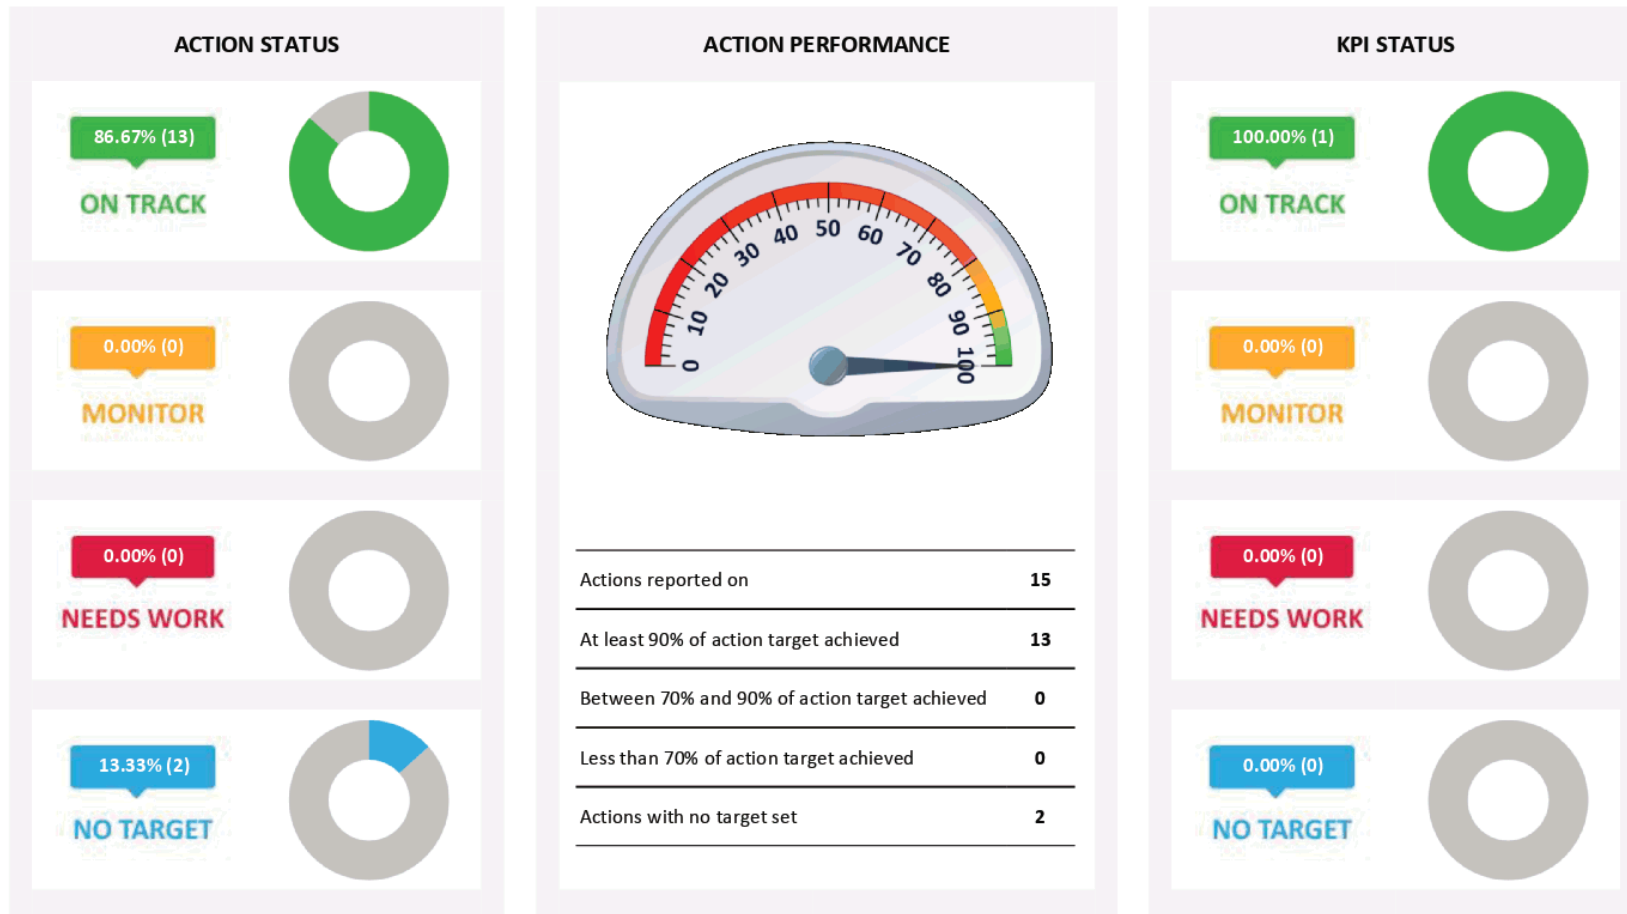 ACTION STATUS
86.67% (13)
ON TRACK
0.00% (0)
MONITOR
0.00% (0)
NEEDS WORK
13.33% (2)
NO TARGET
ACTION PERFORMANCE
0
10
20
30
40
50
60
70
80
90
100
Actions reported on 15
At least 90% of action target achieved 13
Between 70% and 90% of action target achieved 0
Less than 70% of action target achieved 0
Actions with no target set 2
KPI STATUS
100.00% (1)
ON TRACK
0.00% (0)
MONITOR
0.00% (0)
NEEDS WORK
0.00% (0)
NO TARGET